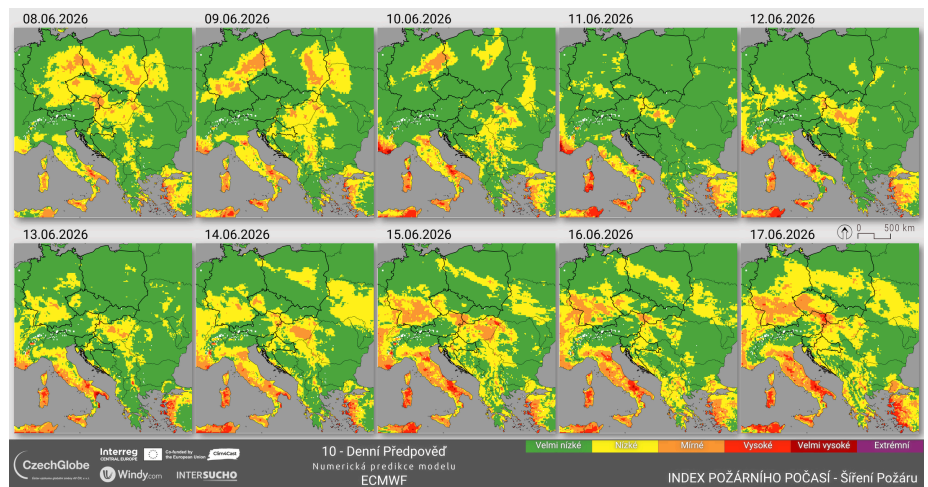 08.06.2026 09.06.2026 10.06.2026 11.06.2026 12.06.2026
13.06.2026 14.06.2026 15.06.2026 16.06.2026 17.06.2026
0 500 km
Velmi nízké Nízké Mírné Vysoké Velmi vysoké Extrémní
CzechGlobe
Interreg
CENTRAL EUROPE
Co-funded by
the European Union
Clim4Cast
Windy.com
INTERSUCHO
10 - Denní Předpověď
Numerická predikce modelu
ECMWF
INDEX POŽÁRNÍHO POČASÍ - Šíření Požáru